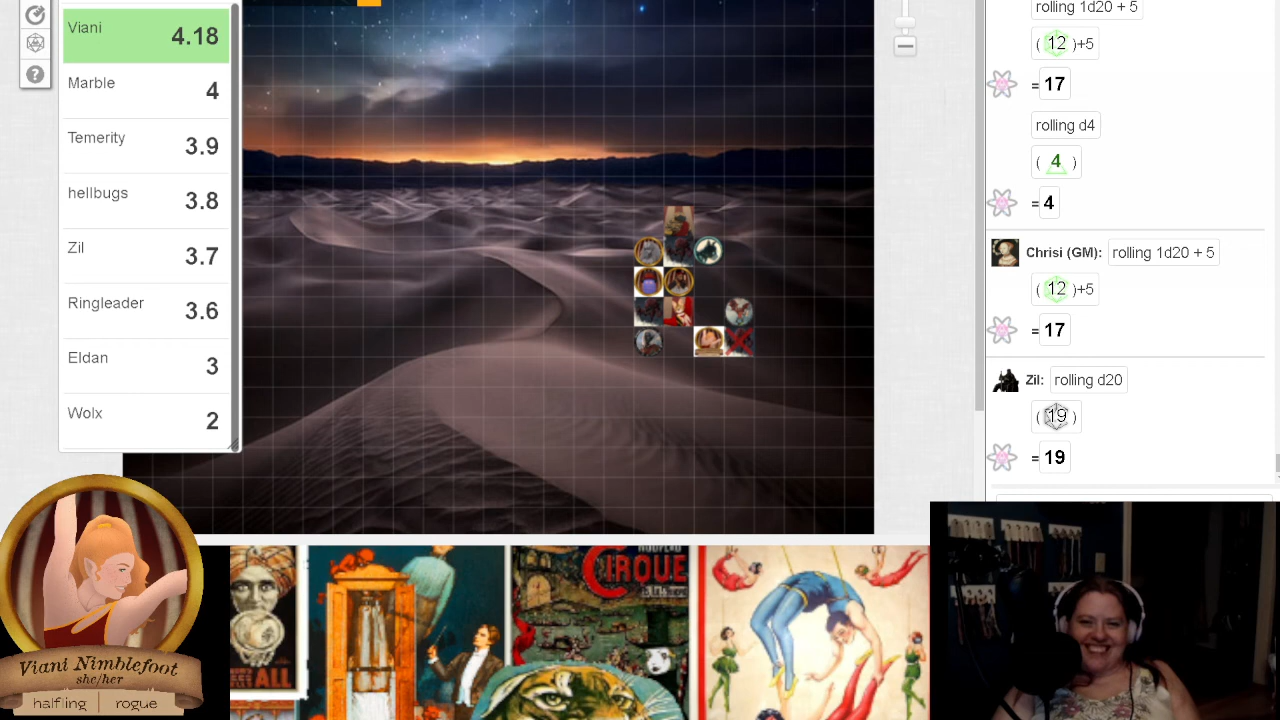 Viani 4.18
Marble 4
Temerity 3.9
hellbugs 3.8
Zil 3.7
Ringleader 3.6
Eldan 3
Wolx 2
rolling 1d20 + 5
( 12 )+5
= 17
rolling d4
( 4 )
= 4
Chrisi (GM): rolling 1d20 + 5
( 12 )+5
= 17
Zil: rolling d20
( 19 )
= 19
Viani Nimblefoot
she/her
halfling | rogue
ALL
CIRQUE